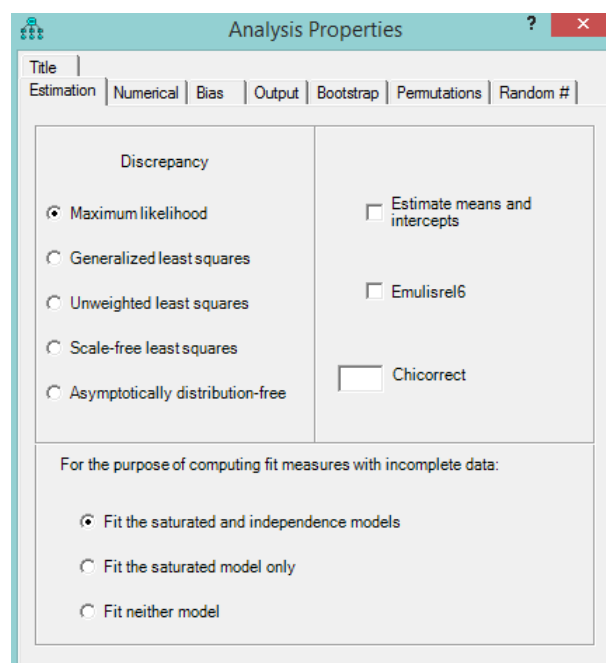 Analysis Properties ? ×
Title
Estimation Numerical Bias Output Bootstrap Permutations Random #
Discrepancy
Maximum likelihood
Generalized least squares
Unweighted least squares
Scale-free least squares
Asymptotically distribution-free
Estimate means and
intercepts
Emulisrel6
Chicorrect
For the purpose of computing fit measures with incomplete data:
Fit the saturated and independence models
Fit the saturated model only
Fit neither model